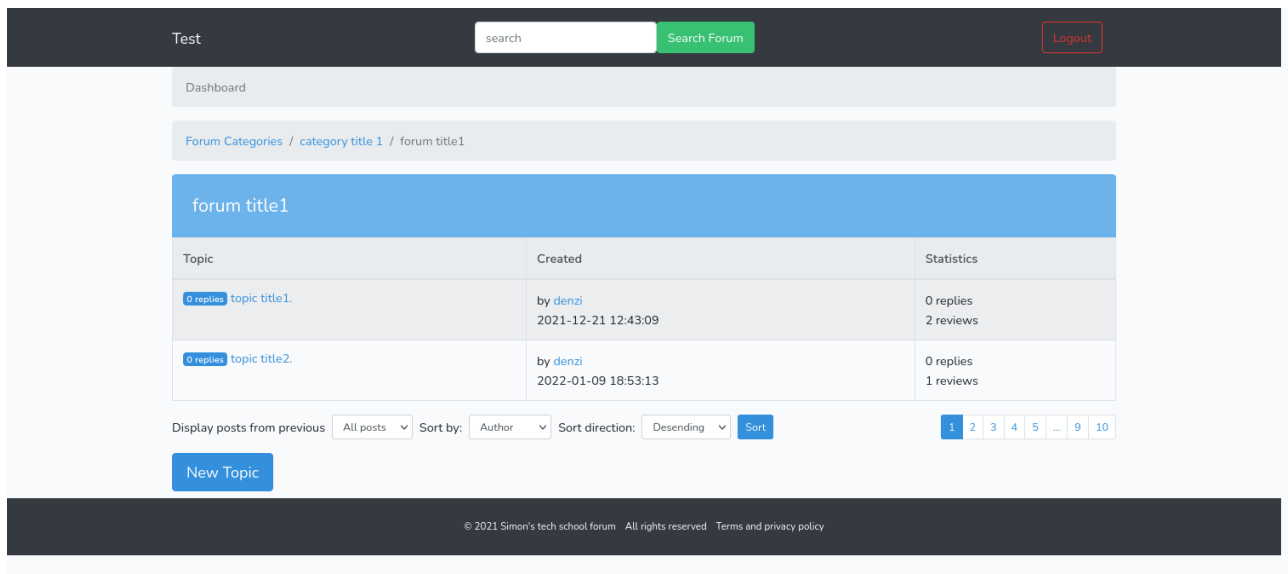 Test search Search Forum Logout
Dashboard
Forum Categories / category title 1 / forum title1
forum title1
Topic Created Statistics
0 replies topic title1. by denzi 0 replies
2021-12-21 12:43:09 2 reviews
0 replies topic title2. by denzi 0 replies
2022-01-09 18:53:13 1 reviews
Display posts from previous All posts Sort by: Author Sort direction: Desending Sort 1 2 3 4 5 ... 9 10
New Topic
© 2021 Simon's tech school forum All rights reserved Terms and privacy policy